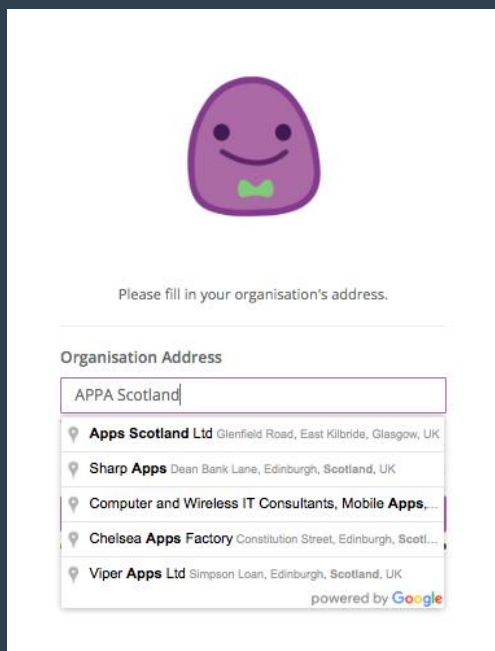 Please fill in your organisation's address.
Organisation Address
APPA Scotland
Apps Scotland Ltd Glenfield Road, East Kilbride, Glasgow, UK
Sharp Apps Dean Bank Lane, Edinburgh, Scotland, UK
Computer and Wireless IT Consultants, Mobile Apps,...
Chelsea Apps Factory Constitution Street, Edinburgh, Scotl...
Viper Apps Ltd Simpson Loan, Edinburgh, Scotland, UK
powered by Google